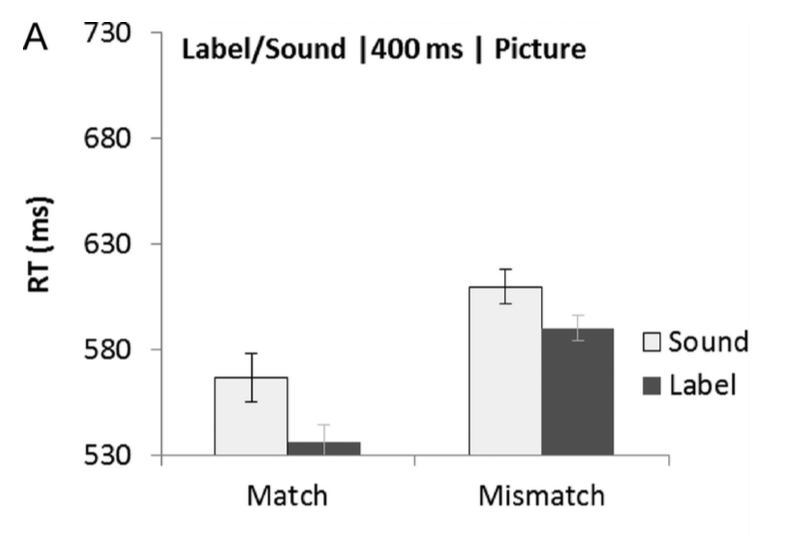 A
730
Label/Sound |400 ms | Picture
680
630
580
530
RT (ms)
Match
Mismatch
Sound
Label